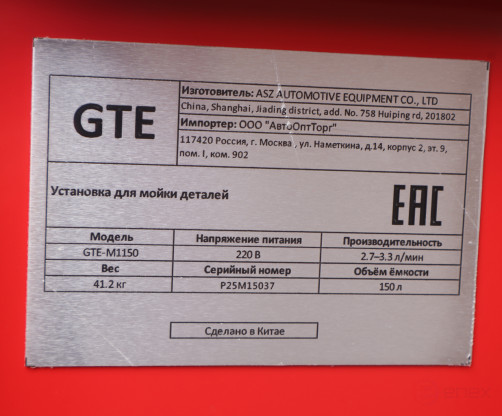 GTE
Изготовитель: ASZ AUTOMOTIVE EQUIPMENT CO., LTD
China, Shanghai, Jiading district, add. No. 758 Huiping rd, 201802
Импортер: ООО "АвтоОптТорг"
117420 Россия, г. Москва , ул. Наметкина, д.14, корпус 2, эт. 9,
пом. I, ком. 902
Установка для мойки деталей
EAC
Модель Напряжение питания Производительность
GTE-M1150 220 В 2.7–3.3 л/мин
Вес Серийный номер Объём ёмкости
41.2 кг P25M15037 150 л
Сделано в Китае